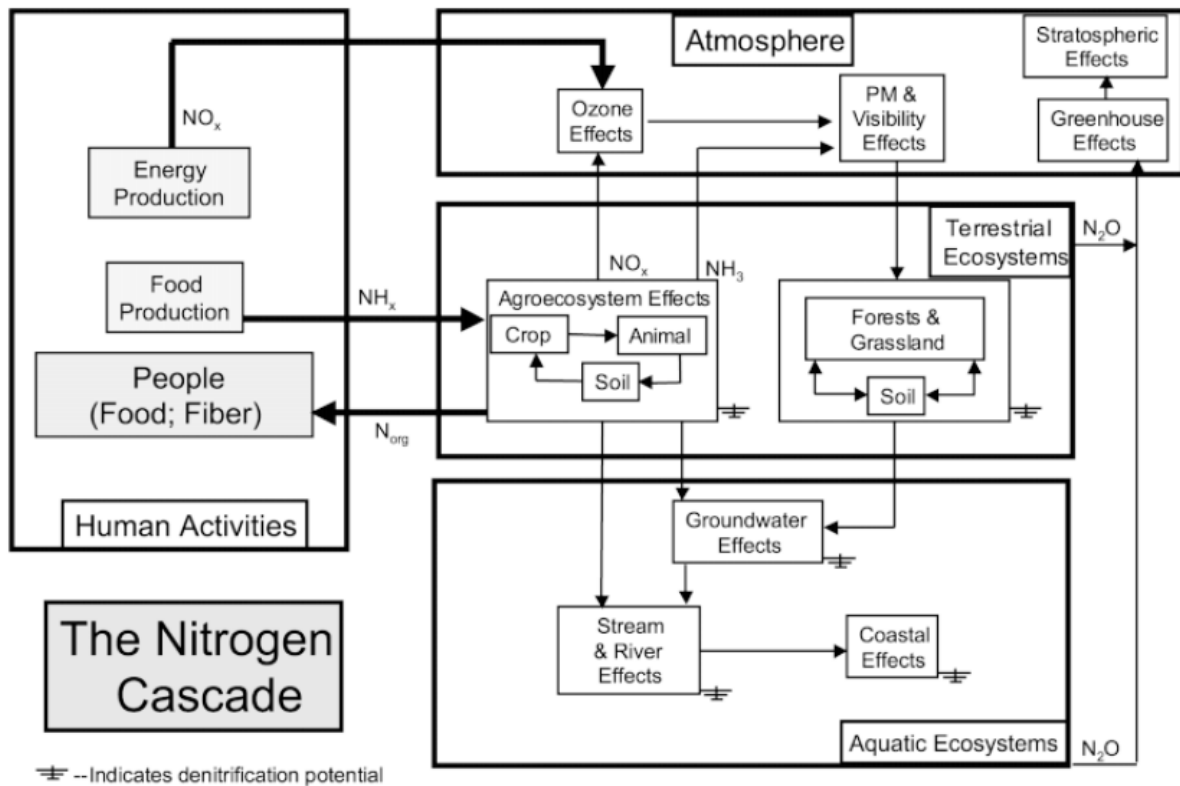 Atmosphere
Stratospheric
Effects
Ozone
Effects
PM &
Visibility
Effects
Greenhouse
Effects
NOₓ
Energy
Production
Terrestrial
Ecosystems
N₂O
NOₓ
NH₃
Food
Production
NHₓ
Agroecosystem Effects
Crop
Animal
Soil
Forests &
Grassland
Soil
People
(Food; Fiber)
Norg
Human Activities
Groundwater
Effects
Stream
& River
Effects
Coastal
Effects
The Nitrogen
Cascade
Aquatic Ecosystems
N₂O
--Indicates denitrification potential